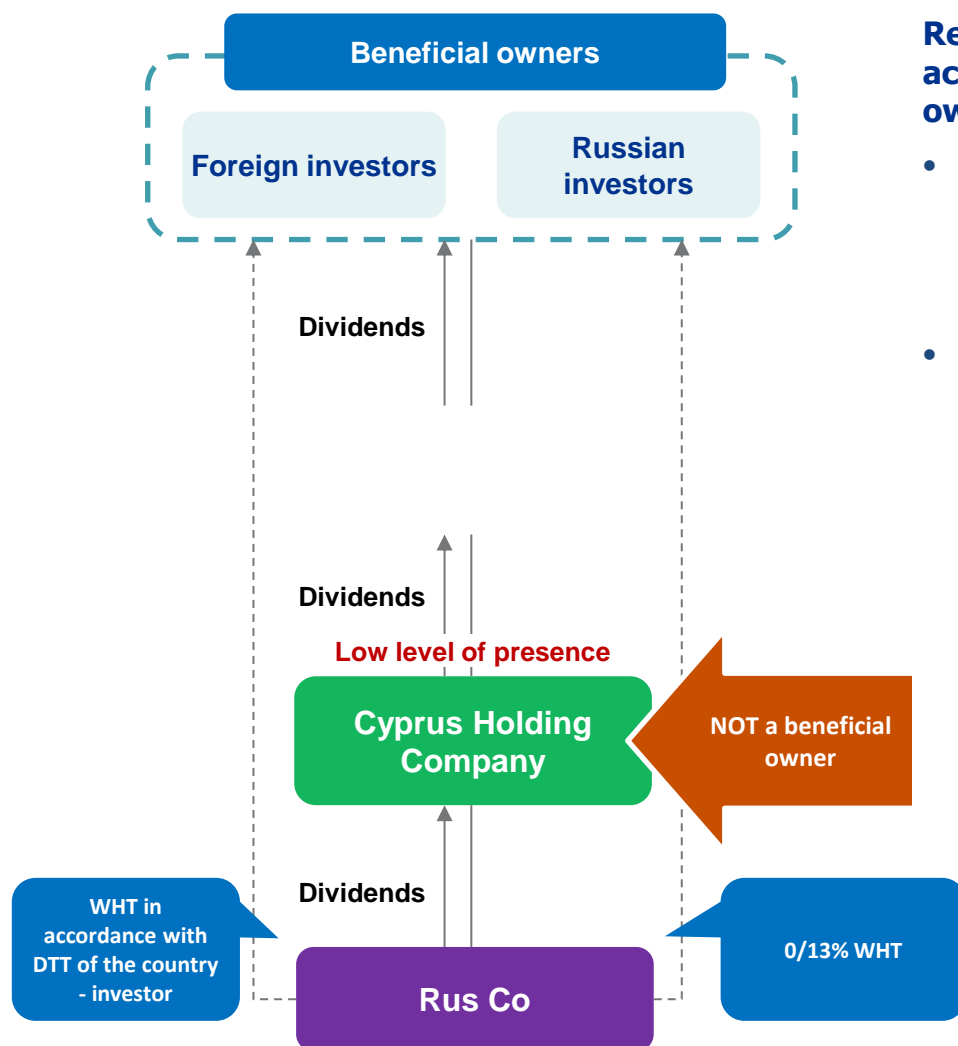 Beneficial owners
Foreign investors
Russian
investors
Dividends
Dividends
Low level of presence
Cyprus Holding
Company
NOT a beneficial
owner
Dividends
WHT in
accordance with
DTT of the country
- investor
0/13% WHT
Rus Co